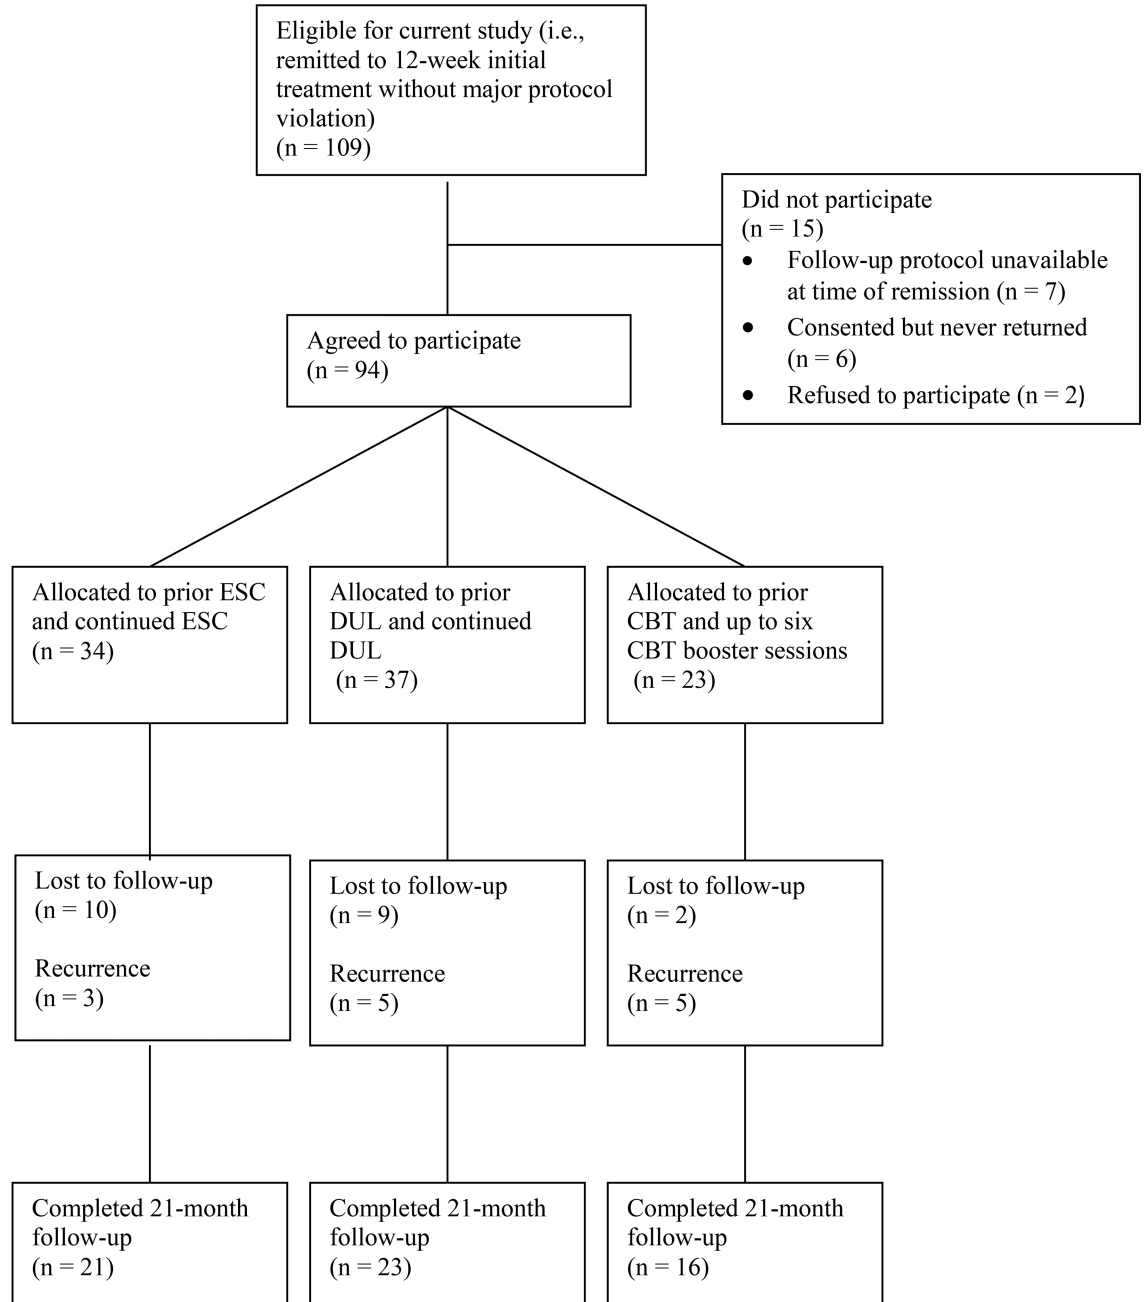 Eligible for current study (i.e.,
remitted to 12-week initial
treatment without major protocol
violation)
(n = 109)
Did not participate
(n = 15)
• Follow-up protocol unavailable
at time of remission (n = 7)
• Consented but never returned
(n = 6)
• Refused to participate (n = 2)
Agreed to participate
(n = 94)
Allocated to prior ESC
and continued ESC
(n = 34)
Allocated to prior
DUL and continued
DUL
(n = 37)
Allocated to prior
CBT and up to six
CBT booster sessions
(n = 23)
Lost to follow-up
(n = 10)
Recurrence
(n = 3)
Lost to follow-up
(n = 9)
Recurrence
(n = 5)
Lost to follow-up
(n = 2)
Recurrence
(n = 5)
Completed 21-month
follow-up
(n = 21)
Completed 21-month
follow-up
(n = 23)
Completed 21-month
follow-up
(n = 16)